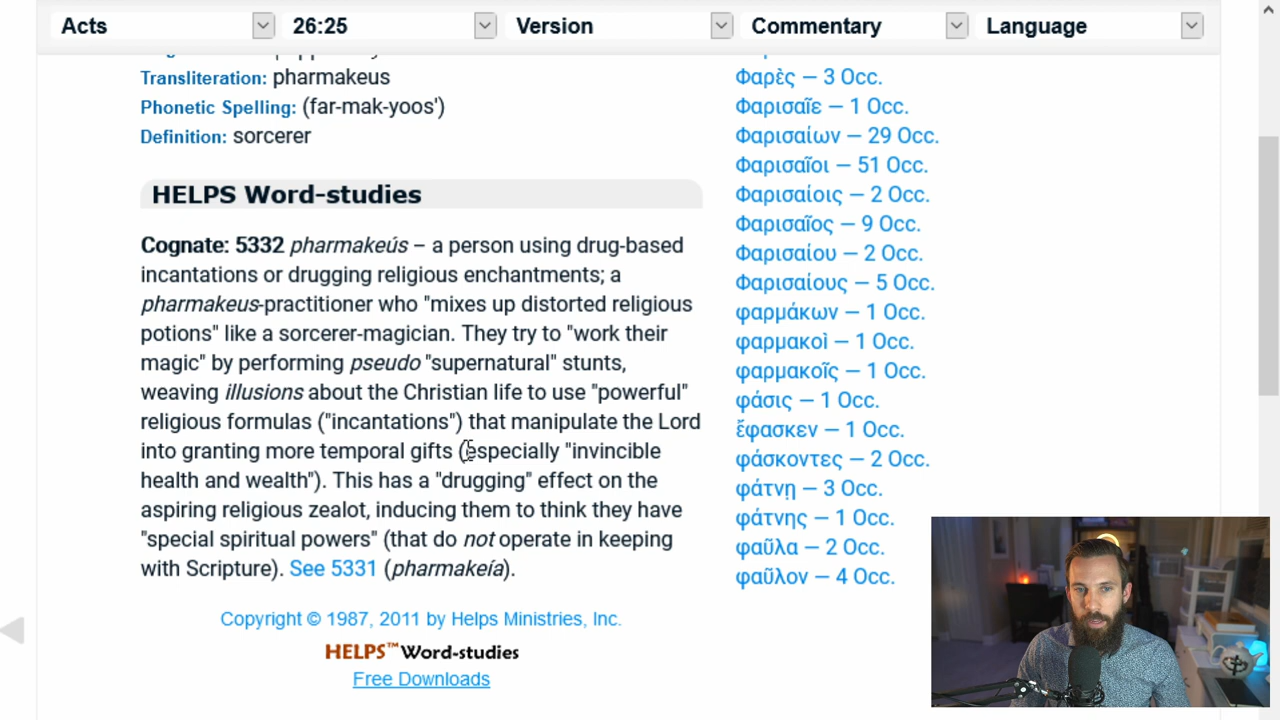 Acts
26:25
Version
Commentary
Language
Transliteration: pharmakeus
Phonetic Spelling: (far-mak-yoos')
Definition: sorcerer
HELPS Word-studies
Cognate: 5332 pharmakeús – a person using drug-based
incantations or drugging religious enchantments; a
pharmakeus-practitioner who "mixes up distorted religious
potions" like a sorcerer-magician. They try to "work their
magic" by performing pseudo "supernatural" stunts,
weaving illusions about the Christian life to use "powerful"
religious formulas ("incantations") that manipulate the Lord
into granting more temporal gifts (especially "invincible
health and wealth"). This has a "drugging" effect on the
aspiring religious zealot, inducing them to think they have
"special spiritual powers" (that do not operate in keeping
with Scripture). See 5331 (pharmakeía).
Copyright © 1987, 2011 by Helps Ministries, Inc.
HELPS™ Word-studies
Free Downloads
Φαρὲς — 3 Occ.
Φαρισαῖε — 1 Occ.
Φαρισαίων — 29 Occ.
Φαρισαῖοι — 51 Occ.
Φαρισαίοις — 2 Occ.
Φαρισαῖος — 9 Occ.
Φαρισαίου — 2 Occ.
Φαρισαίους — 5 Occ.
φαρμάκων — 1 Occ.
φαρμακοὶ — 1 Occ.
φαρμακοῖς — 1 Occ.
φάσις — 1 Occ.
ἔφασκεν — 1 Occ.
φάσκοντες — 2 Occ.
φάτνῃ — 3 Occ.
φάτνης — 1 Occ.
φαῦλα — 2 Occ.
φαῦλον — 4 Occ.